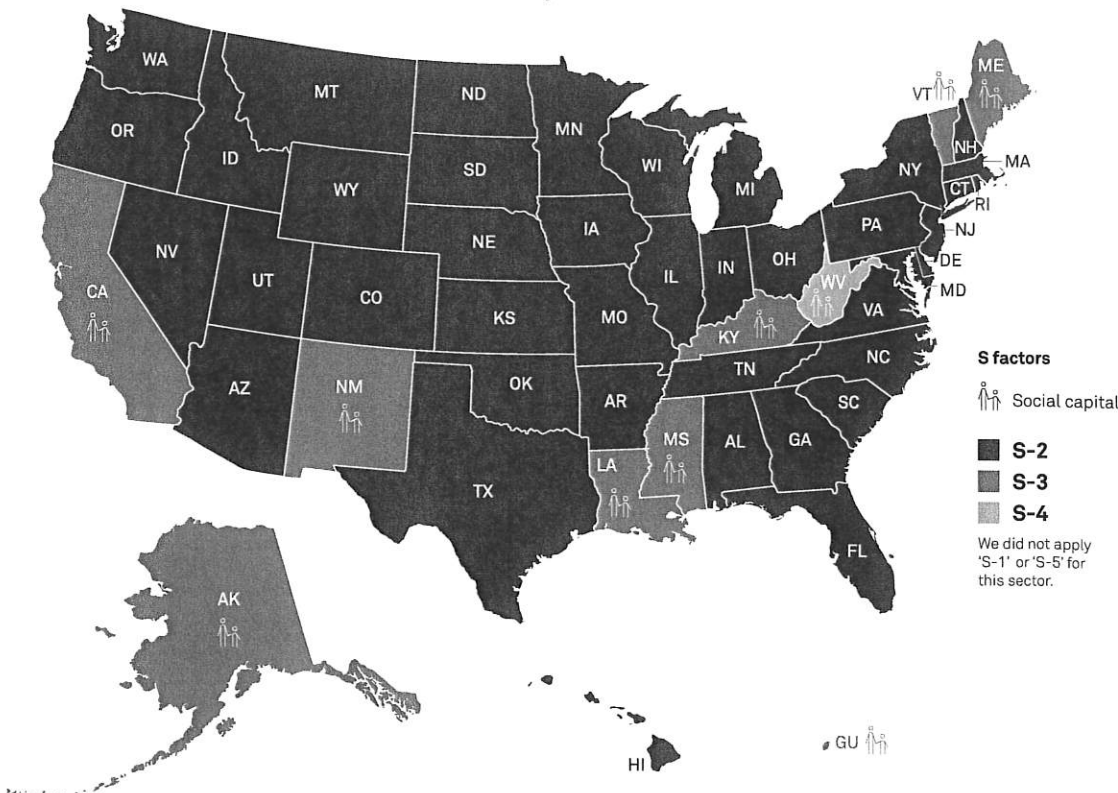 WA
MT
ND
MN
VT
ME
OR
ID
WY
SD
WI
MI
NY
NH
MA
CT
RI
NV
UT
CO
NE
IA
IL
IN
OH
PA
NJ
DE
MD
CA
KS
MO
KY
WV
VA
AZ
NM
OK
AR
TN
NC
SC
TX
LA
MS
AL
GA
FL
AK
HI
GU
S factors
Social capital
S-2
S-3
S-4
We did not apply
'S-1' or 'S-5' for
this sector.